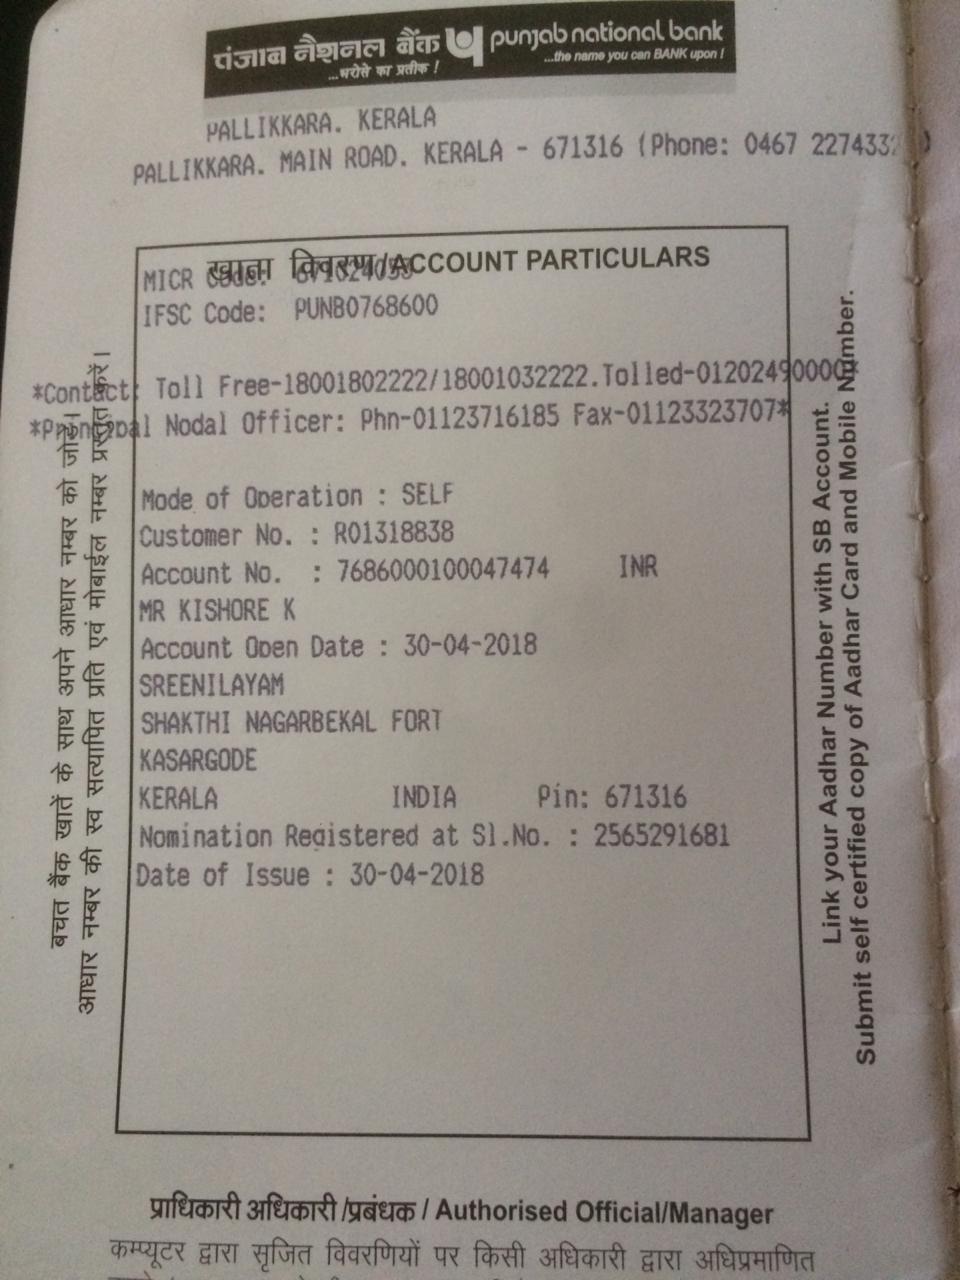 पंजाब नैशनल बैंक punjab national bank
...भरोसे का प्रतीक ! ...the name you can BANK upon !
PALLIKKARA. KERALA
PALLIKKARA. MAIN ROAD. KERALA - 671316 (Phone: 0467
खाता विवरण/ACCOUNT PARTICULARS
MICR Code:
IFSC Code: PUNB0768600
*Contact: Toll Free-18001802222/18001032222.Tolled-01202490000*
Nodal Officer: Phn-01123716185 Fax-01123323707*
Mode of Operation : SELF
Customer No. : R01318838
Account No. : 7686000100047474 INR
MR KISHORE K
Account Open Date : 30-04-2018
SREENILAYAM
SHAKTHI NAGARBEKAL FORT
KASARGODE
KERALA INDIA Pin: 671316
Nomination Registered at Sl.No. : 2565291681
Date of Issue : 30-04-2018
बचत बैंक खातें के साथ अपने आधार नम्बर को जोड़ें।
आधार नम्बर की स्व सत्यापित प्रति एवं मोबाईल नम्बर प्रस्तुत करें।
Link your Aadhar Number with SB Account.
Submit self certified copy of Aadhar Card and Mobile Number.
प्राधिकारी अधिकारी/प्रबंधक / Authorised Official/Manager
कम्प्यूटर द्वारा सृजित विवरणियों पर किसी अधिकारी द्वारा अधिप्रमाणित